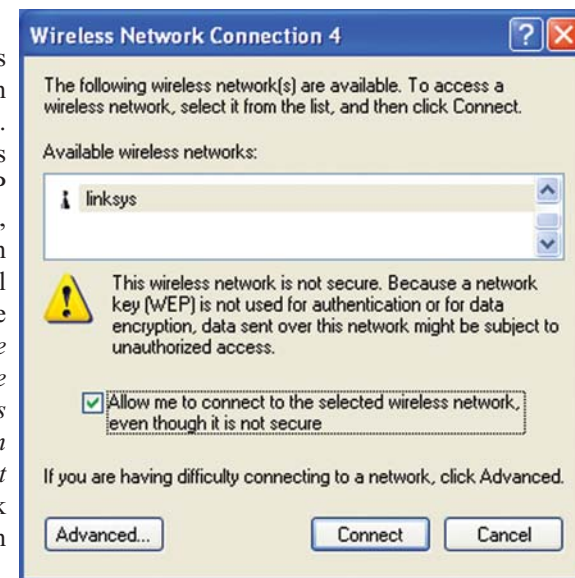 Wireless Network Connection 4
The following wireless network(s) are available. To access a
wireless network, select it from the list, and then click Connect.
Available wireless networks:
linksys
This wireless network is not secure. Because a network
key (WEP) is not used for authentication or for data
encryption, data sent over this network might be subject to
unauthorized access.
Allow me to connect to the selected wireless network,
even though it is not secure
If you are having difficulty connecting to a network, click Advanced.
Advanced...
Connect
Cancel